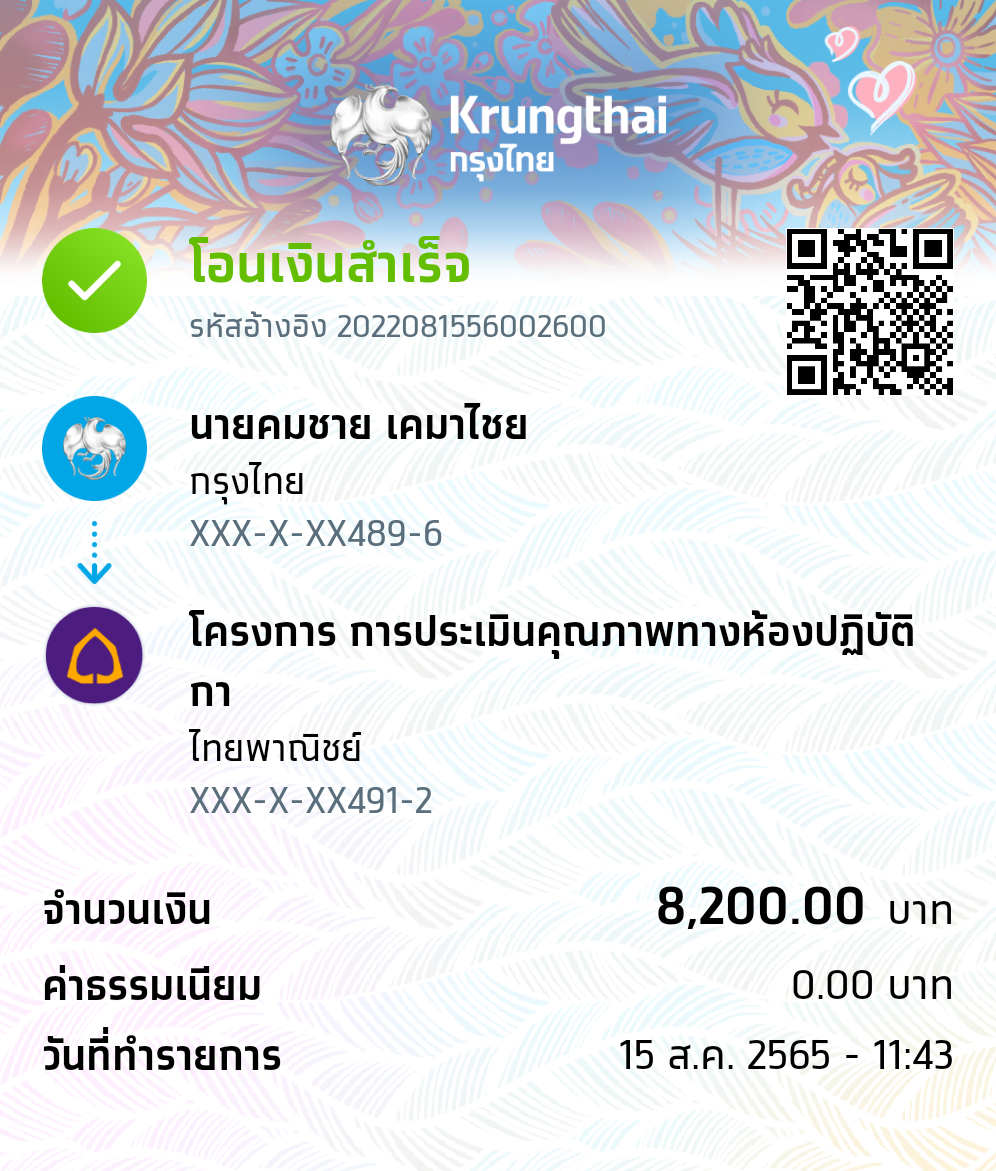 Krungthai
กรุงไทย
โอนเงินสำเร็จ
รหัสอ้างอิง 2022081556002600
นายคมชาย เคมาไชย
กรุงไทย
XXX-X-XX489-6
โครงการ การประเมินคุณภาพทางห้องปฏิบัติ
กา
ไทยพาณิชย์
XXX-X-XX491-2
จำนวนเงิน 8,200.00 บาท
ค่าธรรมเนียม 0.00 บาท
วันที่ทำรายการ 15 ส.ค. 2565 - 11:43